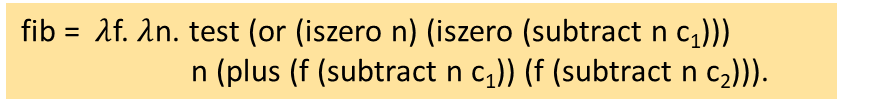 fib = λf. λn. test (or (iszero n) (iszero (subtract n c₁)))
n (plus (f (subtract n c₁)) (f (subtract n c₂))).